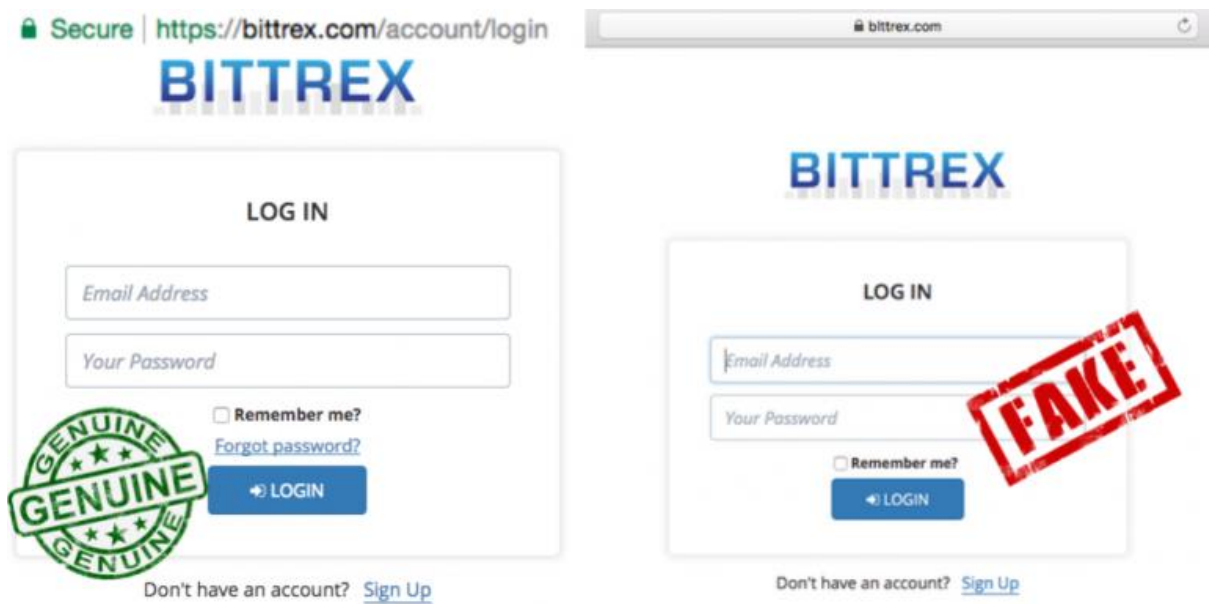 Secure | https://bittrex.com/account/login
BITTREX
LOG IN
Email Address
Your Password
Remember me?
Forgot password?
LOGIN
Don't have an account? Sign Up
GENUINE
GENUINE
GENUINE
blttrex.com
BITTREX
LOG IN
Email Address
Your Password
Remember me?
LOGIN
Don't have an account? Sign Up
FAKE